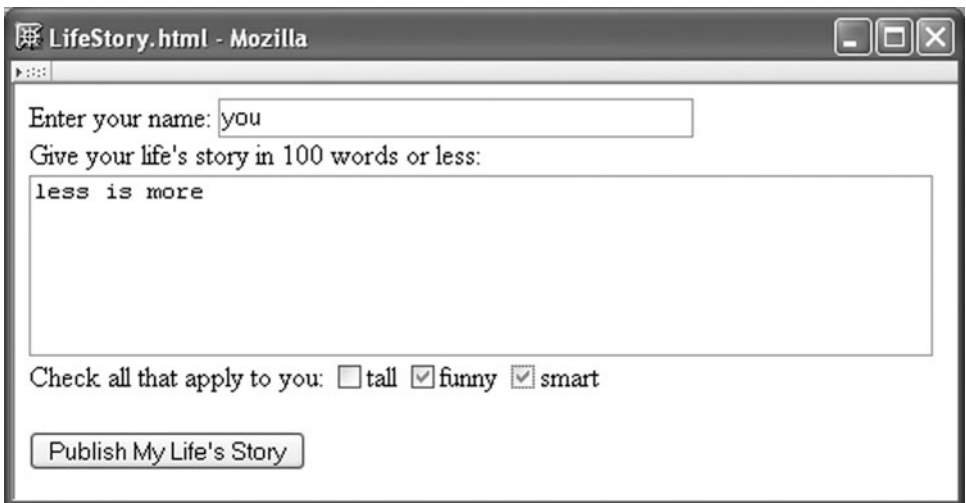 LifeStory.html - Mozilla
Enter your name: you
Give your life's story in 100 words or less:
less is more
Check all that apply to you: tall funny smart
Publish My Life's Story